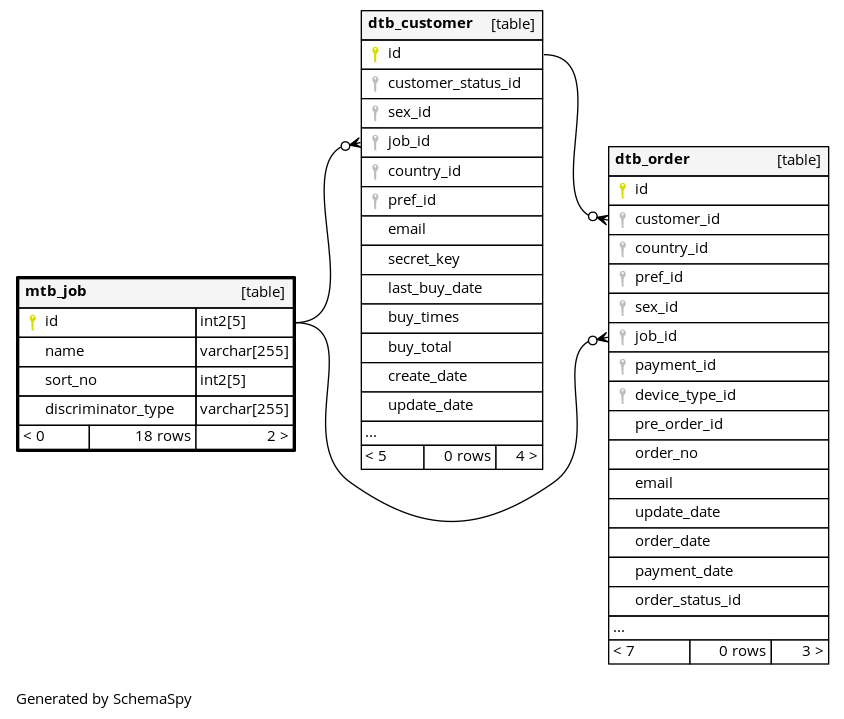 dtb_customer [table]
id
customer_status_id
sex_id
job_id
country_id
pref_id
email
secret_key
last_buy_date
buy_times
buy_total
create_date
update_date
...
< 5 0 rows 4 >
dtb_order [table]
id
customer_id
country_id
pref_id
sex_id
job_id
payment_id
device_type_id
pre_order_id
order_no
email
update_date
order_date
payment_date
order_status_id
...
< 7 0 rows 3 >
mtb_job [table]
id int2[5]
name varchar[255]
sort_no int2[5]
discriminator_type varchar[255]
< 0 18 rows 2 >
Generated by SchemaSpy